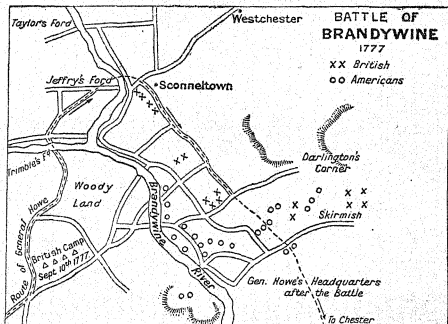 BATTLE OF
BRANDYWINE
1777
XX British
OO Americans
Taylor's Ford
Westchester
Jeffry's Ford
Sconneltown
Trimble's Fd
Darlington's
Corner
Woody
Land
Brandywine
River
Skirmish
Route of General Howe
British Camp
Sept. 10th 1777
Gen. Howe's Headquarters
after the Battle
To Chester